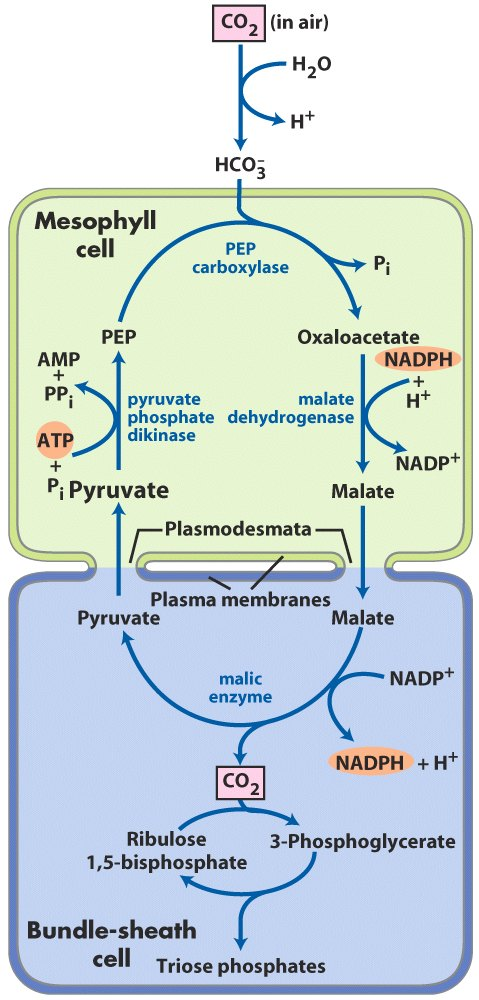 CO₂ (in air)
H₂O
H⁺
HCO₃⁻
Mesophyll
cell
PEP
carboxylase
Pᵢ
PEP
Oxaloacetate
NADPH
+
H⁺
AMP
+
PPᵢ
pyruvate
phosphate
dikinase
malate
dehydrogenase
ATP
+
Pᵢ
NADP⁺
Pyruvate
Malate
Plasmodesmata
Plasma membranes
Pyruvate
Malate
malic
enzyme
NADP⁺
NADPH + H⁺
CO₂
Ribulose
1,5-bisphosphate
3-Phosphoglycerate
Bundle-sheath
cell
Triose phosphates